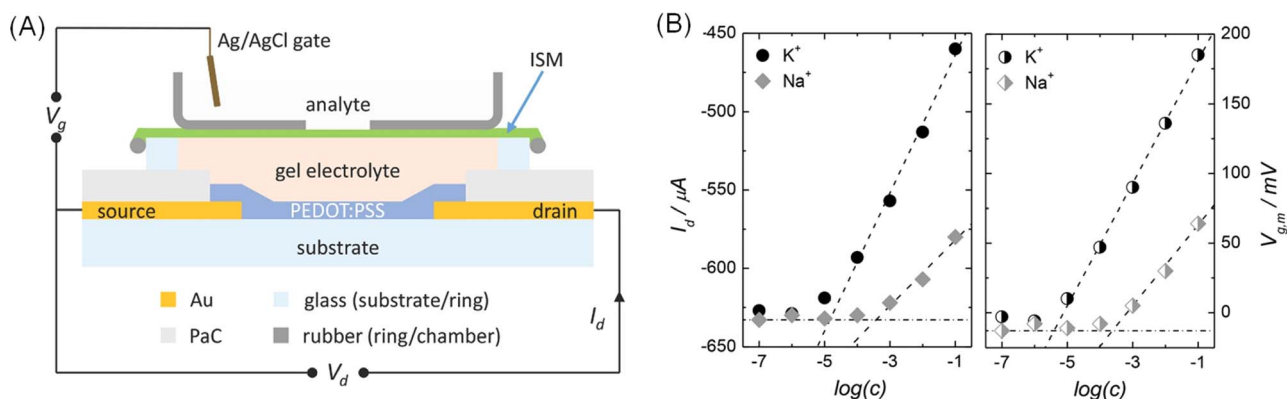 (A)
Ag/AgCl gate
ISM
analyte
V_g
gel electrolyte
PEDOT:PSS
source
drain
substrate
Au
glass (substrate/ring)
PaC
rubber (ring/chamber)
I_d
V_d
(B)
-450
-500
-550
-600
-650
I_d / µA
K⁺
Na⁺
-7 -5 -3 -1
log(c)
K⁺
Na⁺
200
150
100
50
0
V_g,m / mV
-7 -5 -3 -1
log(c)